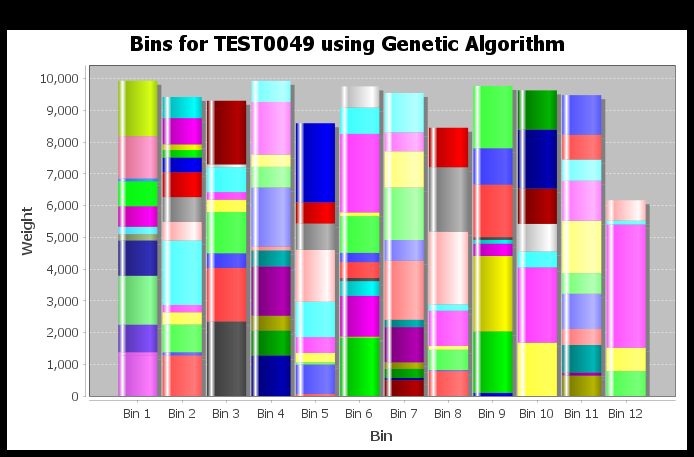 Bins for TEST0049 using Genetic Algorithm
Weight
10,000
9,000
8,000
7,000
6,000
5,000
4,000
3,000
2,000
1,000
0
Bin 1 Bin 2 Bin 3 Bin 4 Bin 5 Bin 6 Bin 7 Bin 8 Bin 9 Bin 10 Bin 11 Bin 12
Bin